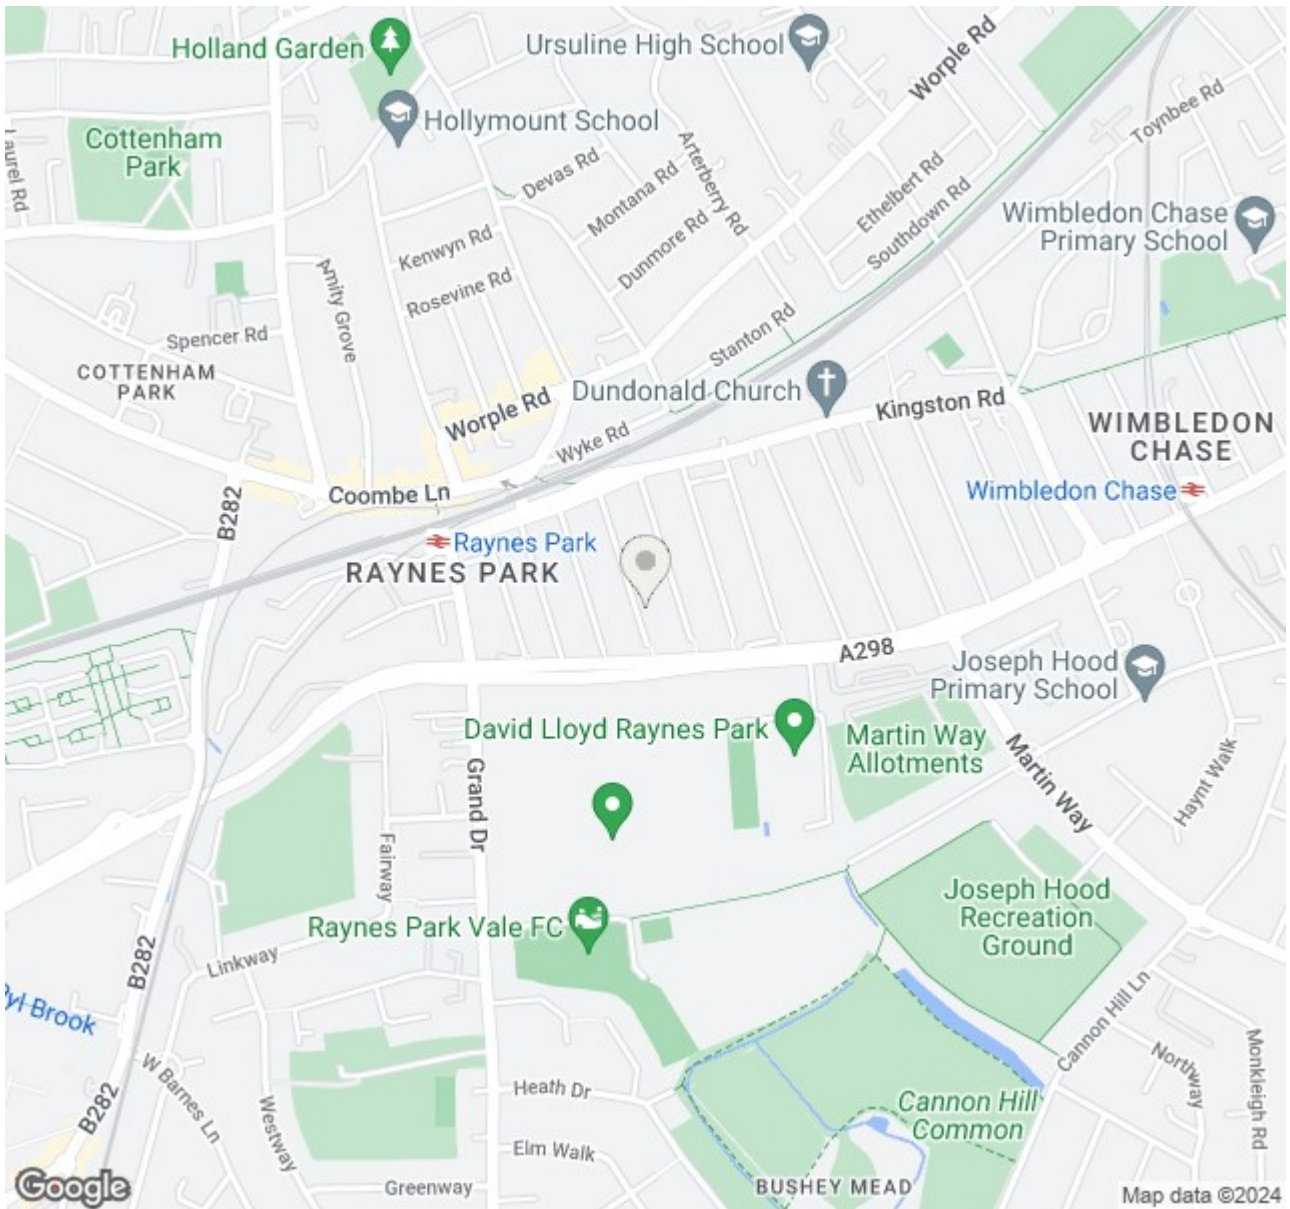 Holland Garden
Ursuline High School
Worple Rd
Toynbee Rd
Hollymount School
Cottenham
Park
Laurel Rd
Devas Rd
Montana Rd
Arterberry Rd
Ethelbert Rd
Southdown Rd
Wimbledon Chase
Primary School
Kenwyn Rd
Dunmore Rd
Rosevine Rd
Amity Grove
Spencer Rd
Stanton Rd
COTTENHAM
PARK
Dundonald Church
Kingston Rd
Worple Rd
Wyke Rd
WIMBLEDON
CHASE
Coombe Ln
Wimbledon Chase
B282
Raynes Park
RAYNES PARK
A298
Joseph Hood
Primary School
David Lloyd Raynes Park
Martin Way
Allotments
Martin Way
Haynt Walk
Grand Dr
Fairway
Joseph Hood
Recreation
Ground
Raynes Park Vale FC
Linkway
B282
Pyl Brook
Cannon Hill Ln
W Barnes Ln
Westway
Heath Dr
Northway
Monkleigh Rd
B282
Cannon Hill
Common
Elm Walk
Greenway
BUSHEY MEAD
Google
Map data ©2024